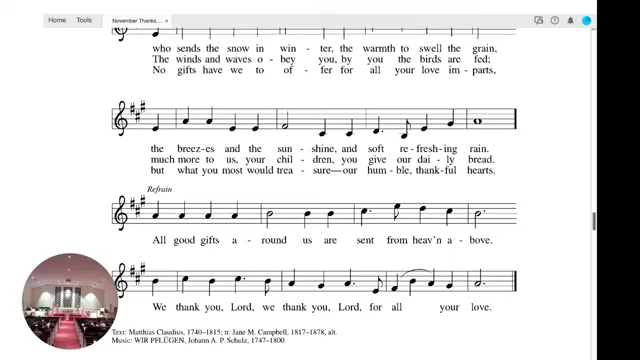 Home Tools November Thanks... ×
who sends the snow in win - ter, the warmth to swell the grain,
The winds and waves o - bey you, by you the birds are fed;
No gifts have we to of - fer for all your love im - parts,
the breez-es and the sun - shine, and soft re - fresh-ing rain.
much more to us, your chil - dren, you give our dai - ly bread.
but what you most would trea - sure—our hum - ble, thankful hearts.
Refrain
All good gifts a - round us are sent from heav'n a - bove.
We thank you, Lord, we thank you, Lord, for all your love.
Text: Matthias Claudius, 1740–1815; tr. Jane M. Campbell, 1817–1878, alt.
Music: WIR PFLÜGEN, Johann A. P. Schulz, 1747–1800